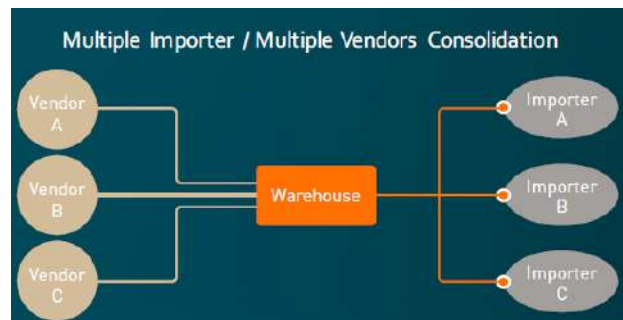 Multiple Importer / Multiple Vendors Consolidation
Vendor
A
Importer
A
Vendor
B
Warehouse
Importer
B
Vendor
C
Importer
C